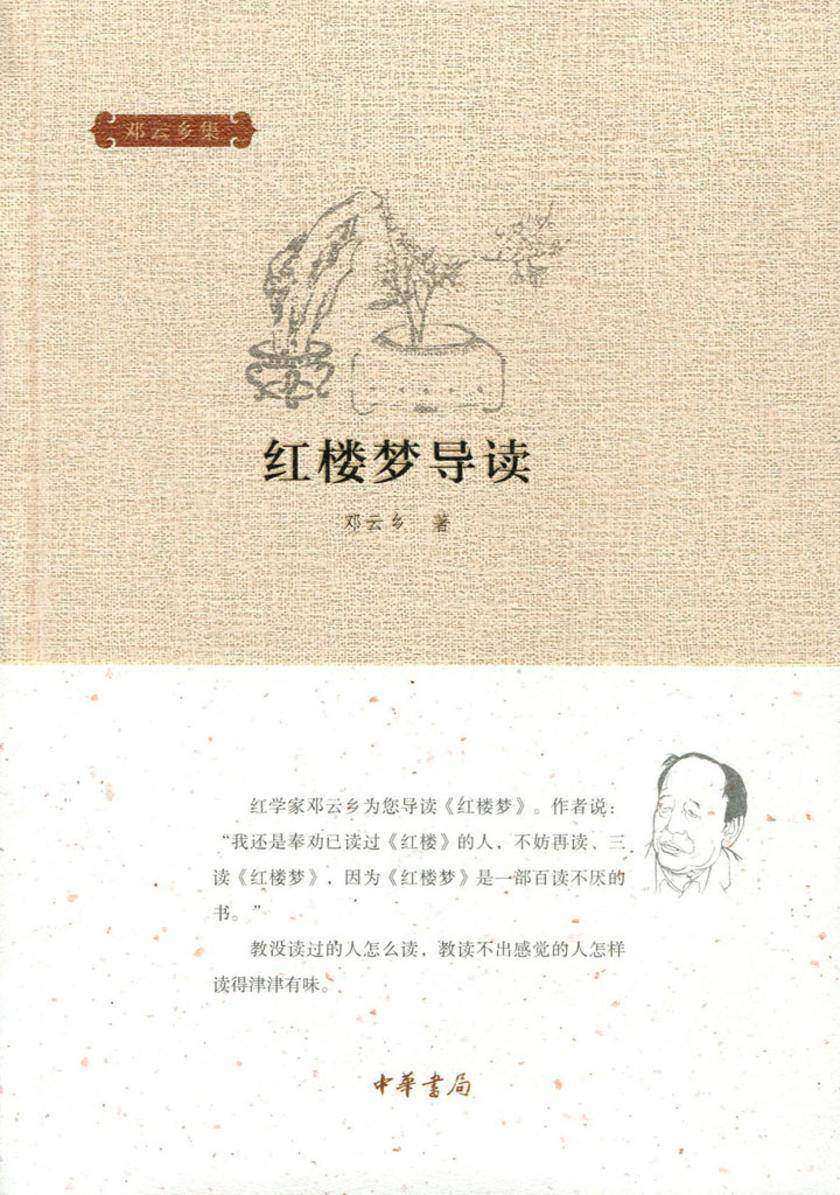 邓云乡集
红楼梦导读
邓云乡 著
红学家邓云乡为您导读《红楼梦》。作者说：
“我还是奉劝已读过《红楼》的人，不妨再读、三
读《红楼梦》，因为《红楼梦》是一部百读不厌的
书。”
教没读过的人怎么读，教读不出感觉的人怎样
读得津津有味。
中華書局